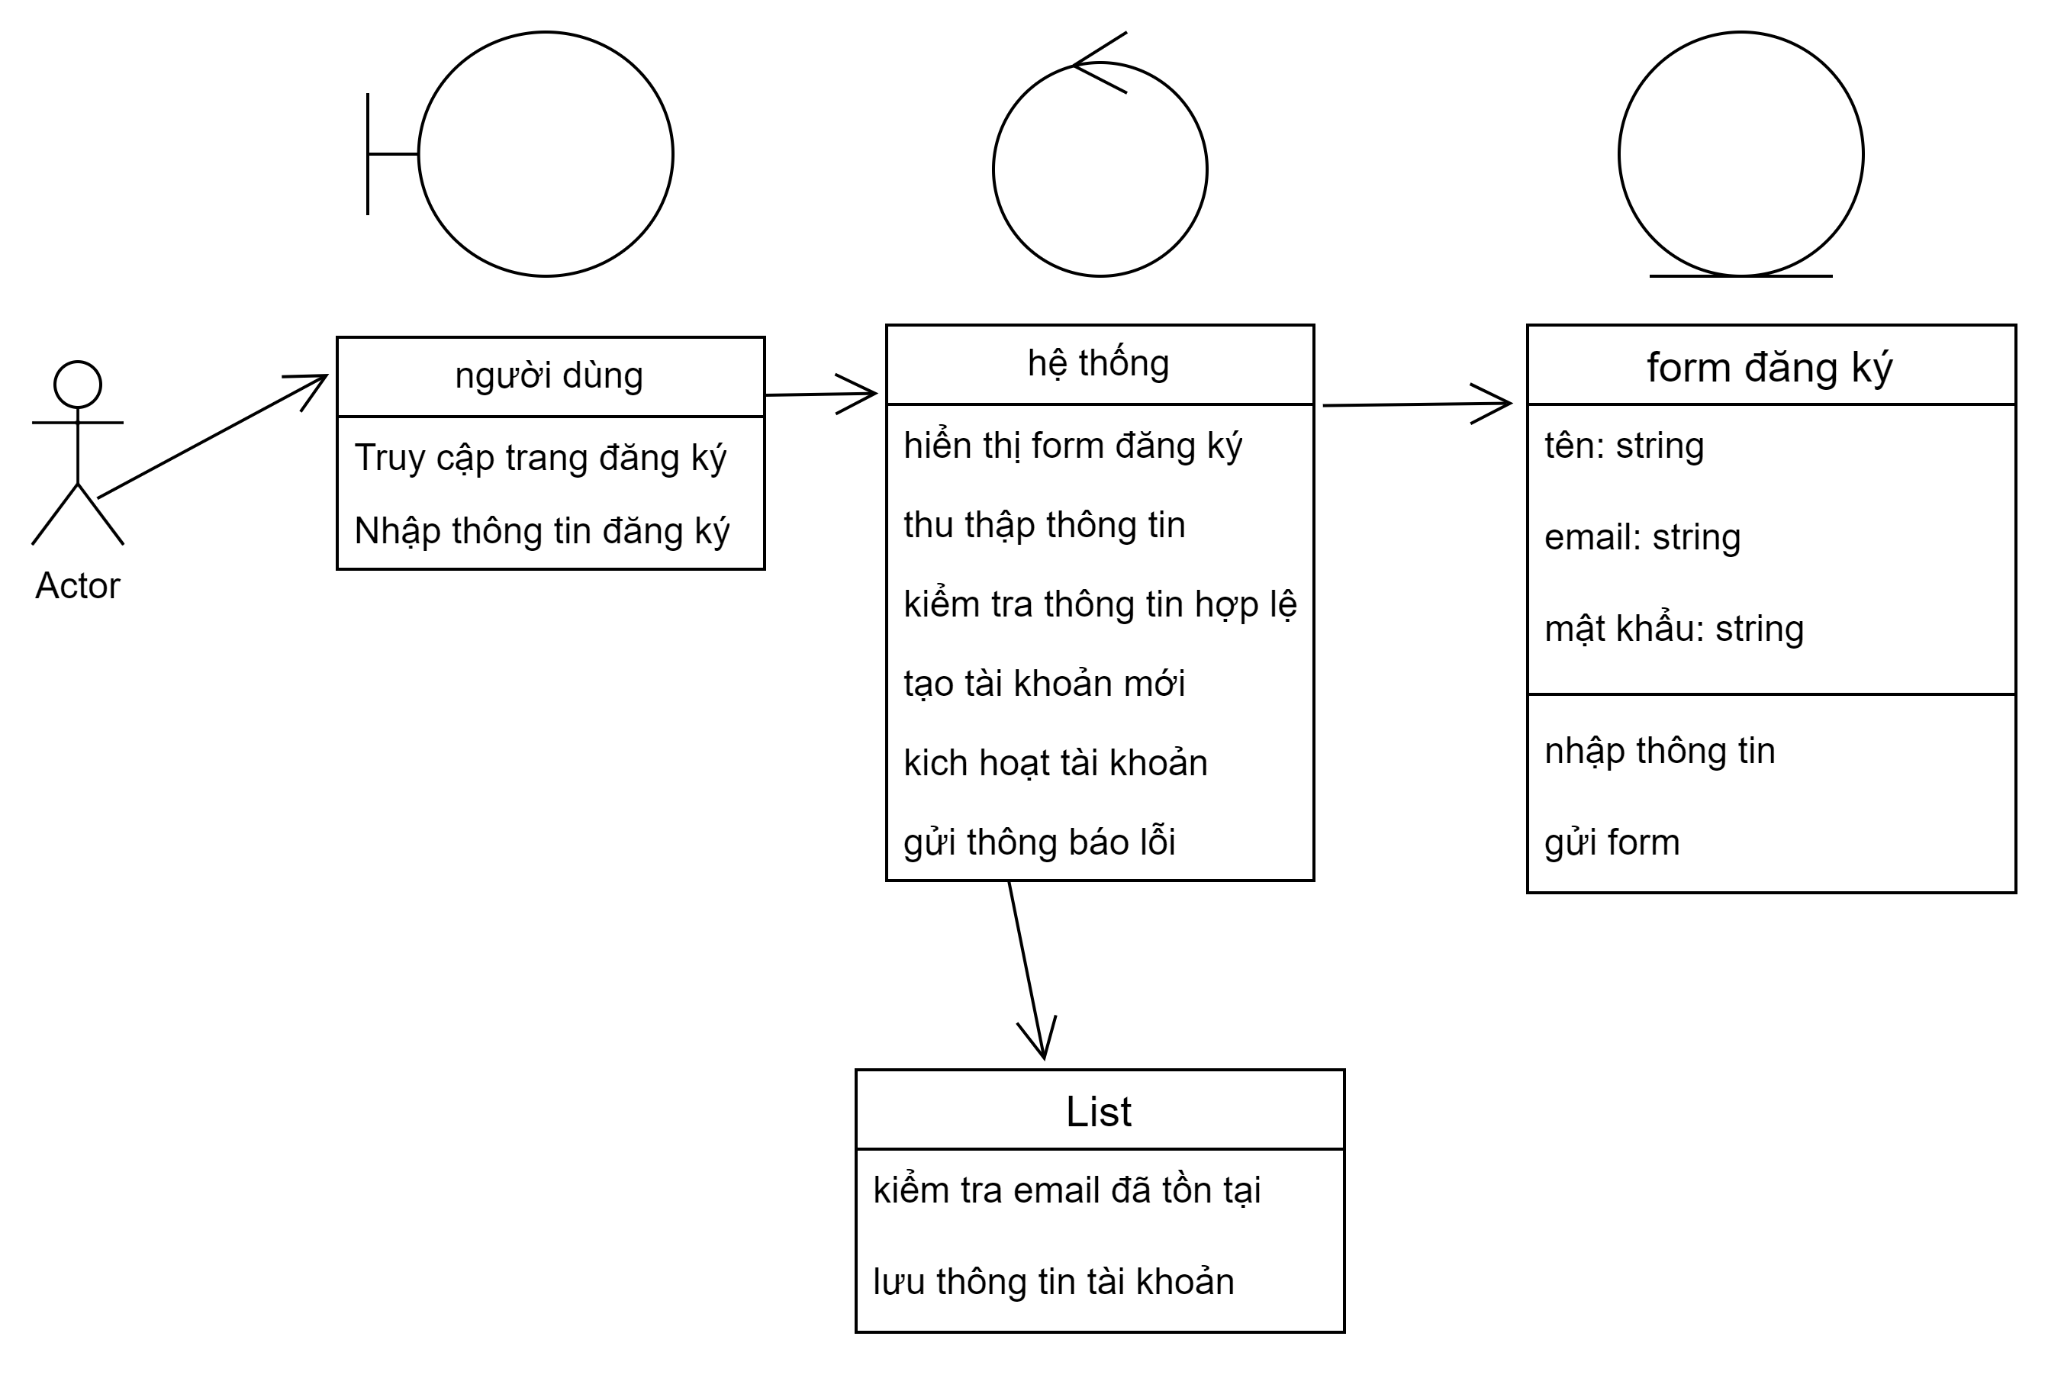 Actor
người dùng
Truy cập trang đăng ký
Nhập thông tin đăng ký
hệ thống
hiển thị form đăng ký
thu thập thông tin
kiểm tra thông tin hợp lệ
tạo tài khoản mới
kich hoạt tài khoản
gửi thông báo lỗi
form đăng ký
tên: string
email: string
mật khẩu: string
nhập thông tin
gửi form
List
kiểm tra email đã tồn tại
lưu thông tin tài khoản